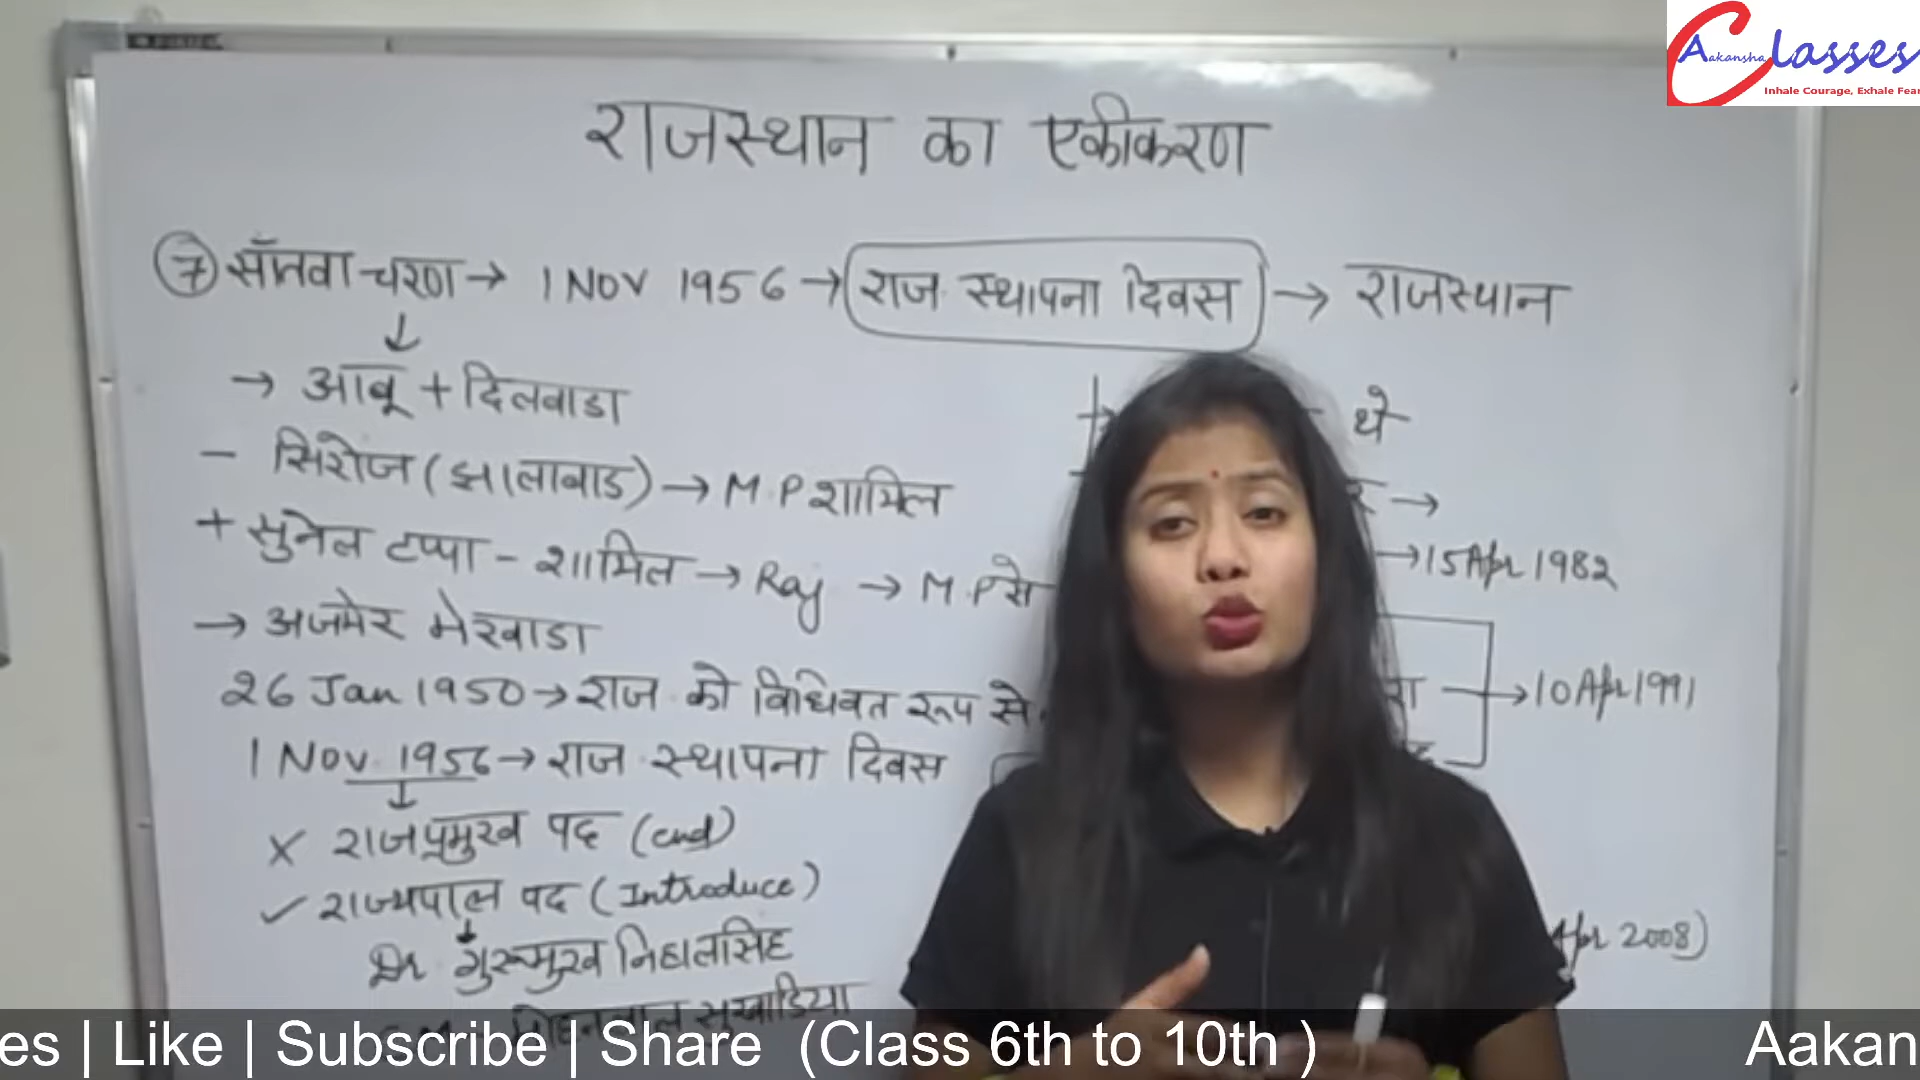 Aakansha Classes
Inhale Courage, Exhale Fear
राजस्थान का एकीकरण
⑦ साँतवा चरण → 1 NOV 1956 → राज. स्थापना दिवस → राजस्थान
↓
→ आबू + दिलवाडा
थे
- सिरोंज (झालावाड) → M.P शामिल
→
+ सुनेल टप्पा - शामिल → Raj → M.P से
→ 15 Apr 1982
→ अजमेर मेरवाडा
26 Jan 1950 → राज. को विधिवत रूप से
→ 10 Apr 1991
1 Nov. 1956 → राज. स्थापना दिवस
↓
X राजप्रमुख पद (end)
✓ राज्यपाल पद (Introduce)
↓
Dr गुरुमुख निहालसिंह
Apr 2008)
मोहनलाल सुखाडिया
es | Like | Subscribe | Share (Class 6th to 10th ) Aakan